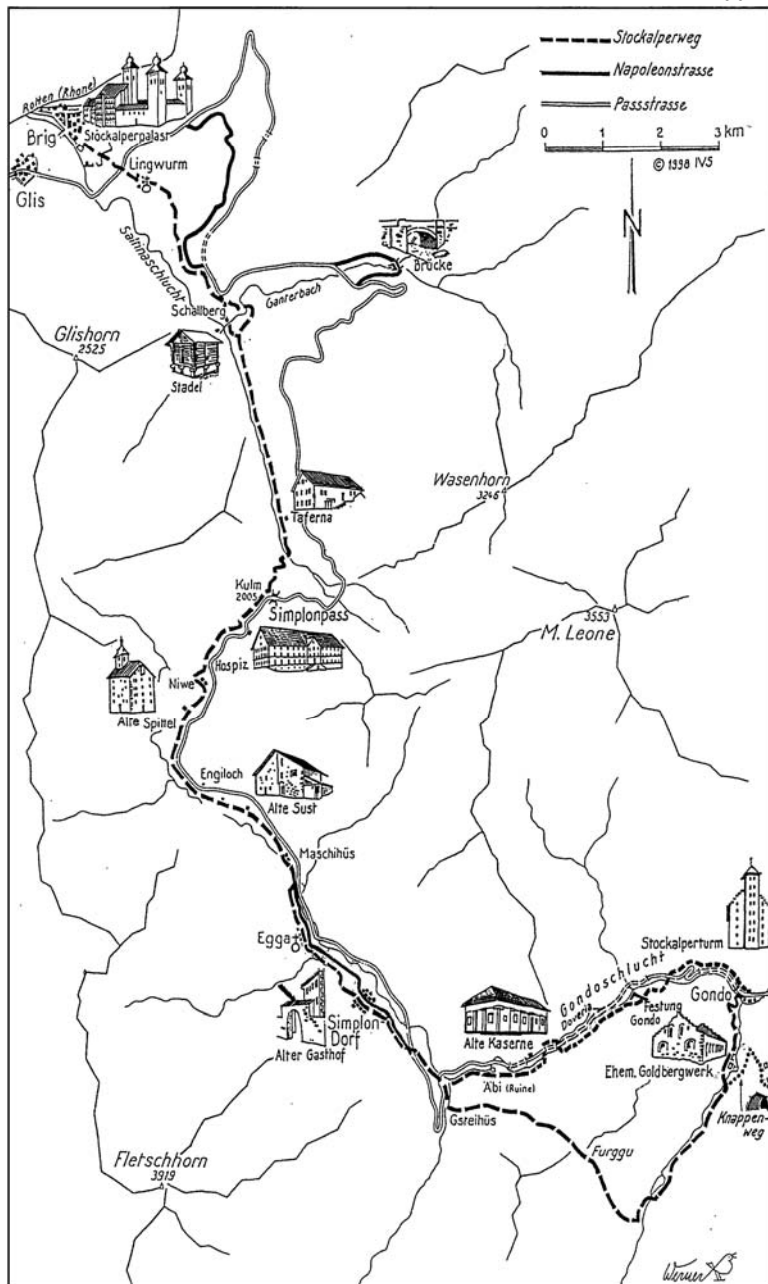 Stockalperweg
Napoleonstrasse
Passstrasse
0 1 2 3 km
© 1998 IVS
N
Rotten (Rhone)
Brig
Stockalperpalast
Lingwurm
Glis
Saltinaschlucht
Brücke
Ganterbach
Schallberg
Glishorn
2525
Stadel
Wasenhorn
3246
Taferna
Kulm
2005
Simplonpass
3553
M. Leone
Hospiz
Niwe
Alte Spittel
Engiloch
Alte Sust
Maschihüs
Egga
Stockalperturm
Gondoschlucht
Doveria
Gondo
Festung
Gondo
Simplon
Dorf
Alter Gasthof
Alte Kaserne
Äbi (Ruine)
Ehem. Goldbergwerk
Gsteihüs
Knappen-
weg
Furggu
Fletschhorn
3919
Werner